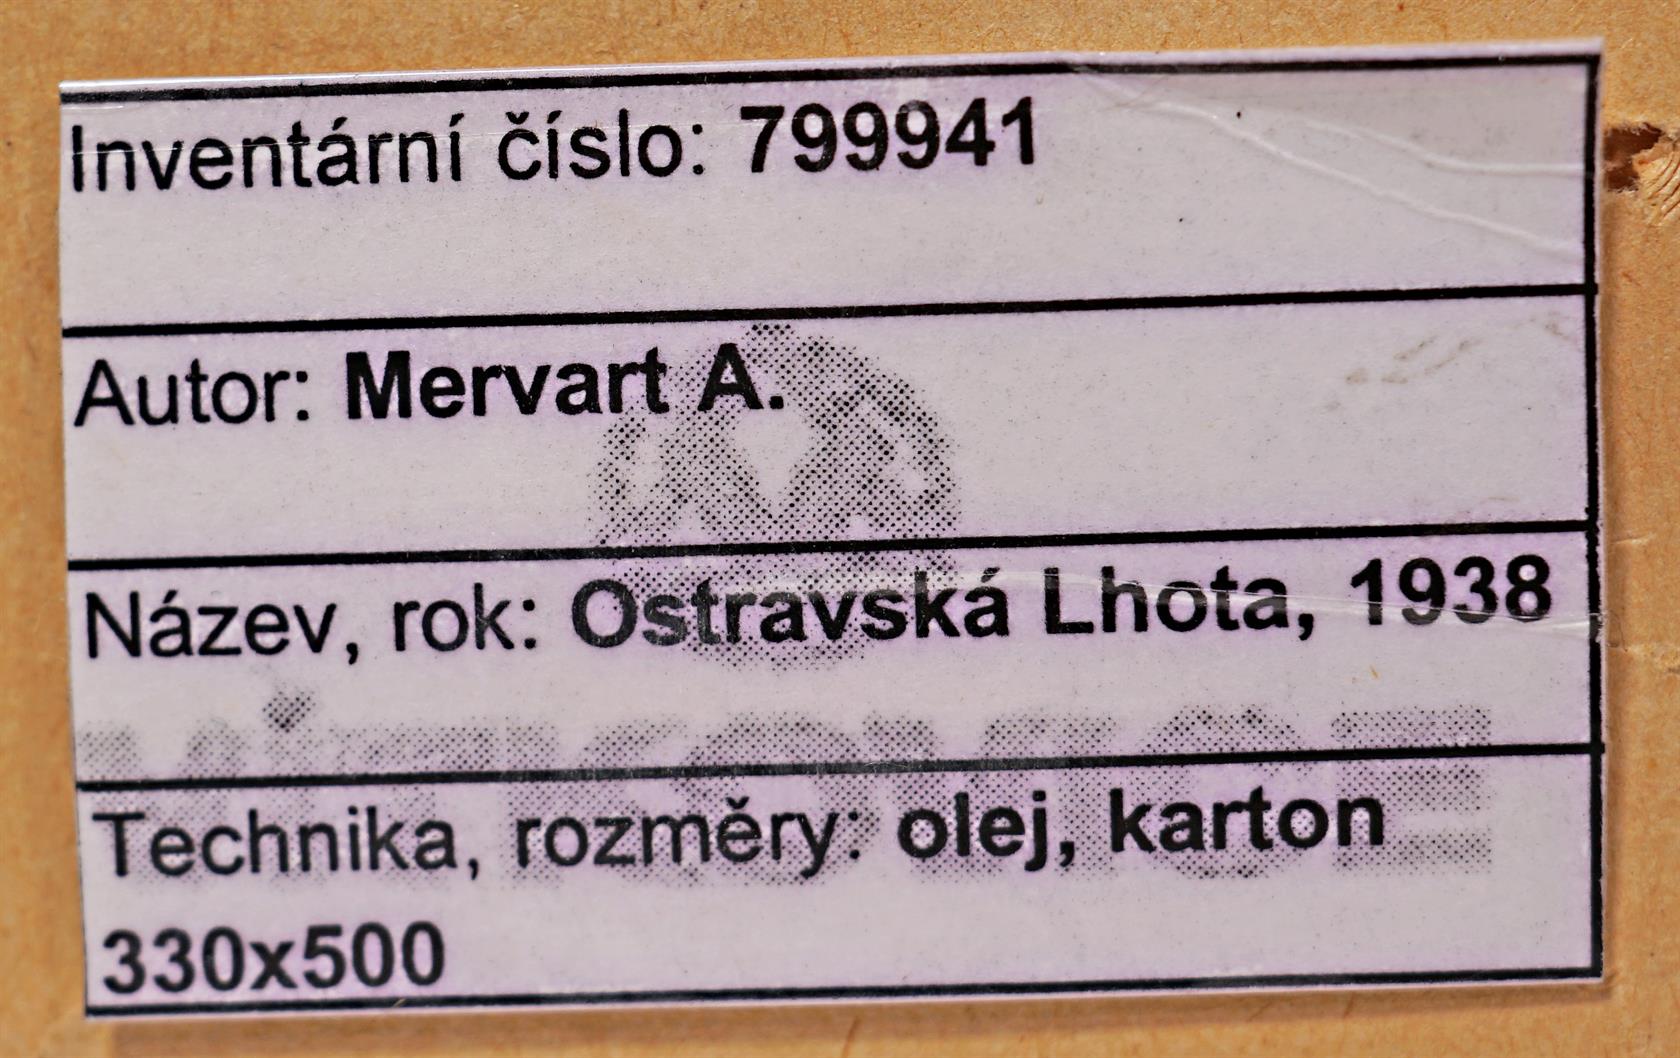 Inventární číslo: 799941
Autor: Mervart A.
Název, rok: Ostravská Lhota, 1938
Technika, rozměry: olej, karton
330x500